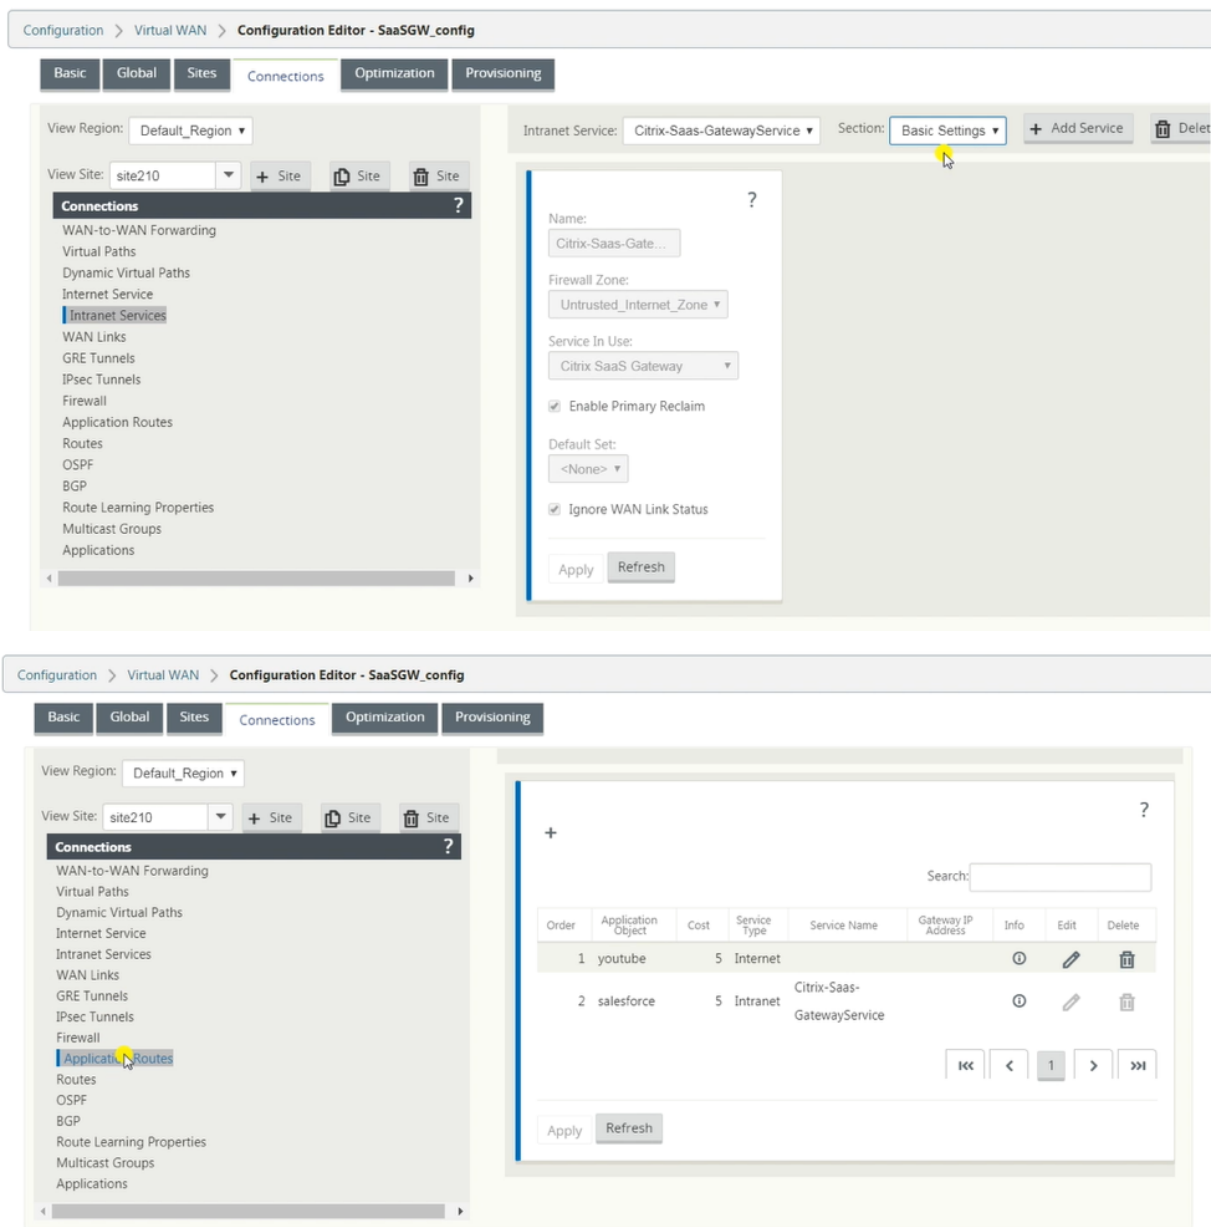 Configuration > Virtual WAN > Configuration Editor - SaaSGW_config
Basic Global Sites Connections Optimization Provisioning
View Region: Default_Region
Intranet Service: Citrix-Saas-GatewayService Section: Basic Settings + Add Service Delet
View Site: site210 + Site Site Site
Connections ?
WAN-to-WAN Forwarding
Virtual Paths
Dynamic Virtual Paths
Internet Service
Intranet Services
WAN Links
GRE Tunnels
IPsec Tunnels
Firewall
Application Routes
Routes
OSPF
BGP
Route Learning Properties
Multicast Groups
Applications
?
Name:
Citrix-Saas-Gate...
Firewall Zone:
Untrusted_Internet_Zone
Service In Use:
Citrix SaaS Gateway
Enable Primary Reclaim
Default Set:
<None>
Ignore WAN Link Status
Apply Refresh
Configuration > Virtual WAN > Configuration Editor - SaaSGW_config
Basic Global Sites Connections Optimization Provisioning
View Region: Default_Region
View Site: site210 + Site Site Site
Connections ?
WAN-to-WAN Forwarding
Virtual Paths
Dynamic Virtual Paths
Internet Service
Intranet Services
WAN Links
GRE Tunnels
IPsec Tunnels
Firewall
Application Routes
Routes
OSPF
BGP
Route Learning Properties
Multicast Groups
Applications
?
+
Search:
Order Application Object Cost Service Type Service Name Gateway IP Address Info Edit Delete
1 youtube 5 Internet
2 salesforce 5 Intranet Citrix-Saas-
GatewayService
1
Apply Refresh